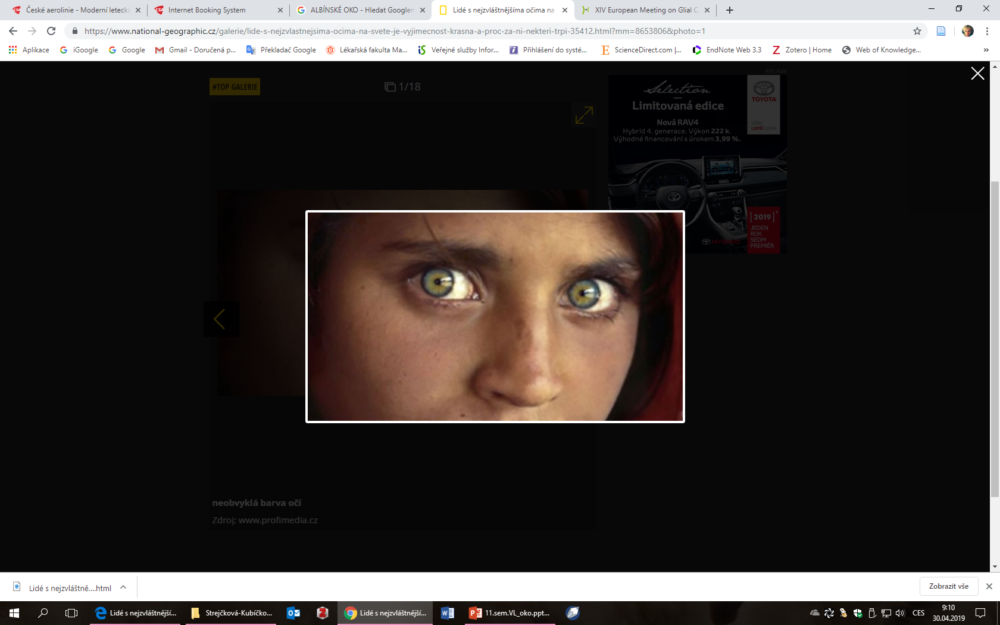 České aerolinie - Moderní letecká
Internet Booking System
ALBÍNSKÉ OKO - Hledat Googlem
Lidé s nejzvláštnějšíma očima na
XIV European Meeting on Glial C
https://www.national-geographic.cz/galerie/lide-s-nejzvlastnejsima-ocima-na-svete-je-vyjimecnost-krasna-a-proc-za-ni-nekteri-trpi-35412.html?mm=8653806&photo=1
Aplikace
iGoogle
Google
Gmail - Doručená p...
Překladač Google
Lékařská fakulta Ma...
Veřejné služby Infor...
Přihlášení do systé...
ScienceDirect.com |...
EndNote Web 3.3
Zotero | Home
Web of Knowledge...
#TOP GALERIE
1/18
REKLAMA
Selection
Limitovaná edice
Nová RAV4
Hybrid 4. generace. Výkon 222 k.
Výhodné financování s úrokem 3,99 %.
TOYOTA
VŽDY
LEPŠÍ CESTA
[2019]7
JEDEN
ROK
SEDM
PREMIÉR
HYBRID
neobvyklá barva očí
Zdroj: www.profimedia.cz
Lidé s nejzvláštně....html
Zobrazit vše
Lidé s nejzvláštnější...
Strejčková-Kubíčko...
Lidé s nejzvláštnější...
11.sem.VL_oko.ppt...
CES
9:10
30.04.2019